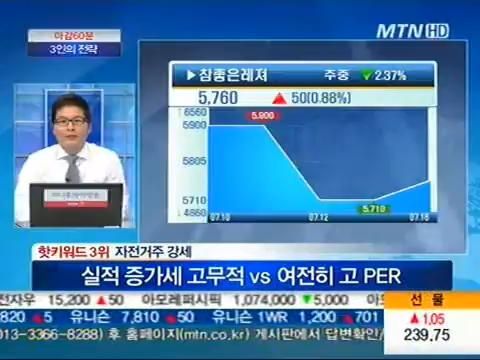 마감60분
3인의 전략
MTN HD
▶참좋은레져 주중 ▼2.37%
5,760 ▲ 50(0.88%)
↑6560
5900
5805
5710
↓4860
5,900
5,710
07.10 07.12 07.16
핫키워드 3위 자전거주 강세
실적 증가세 고무적 vs 여전히 고 PER
전자우 15,200 ▲50 아모레퍼시픽 1,074,000 ▼5,000 아모
820 ▲5 유니슨 7,810 ▲50 유니슨 1WR 1,200 ▲701
013-3366-8288) 후 홈페이지(mtn.co.kr) 게시판에서 답변확인/
선 물
▲1.05
239.75